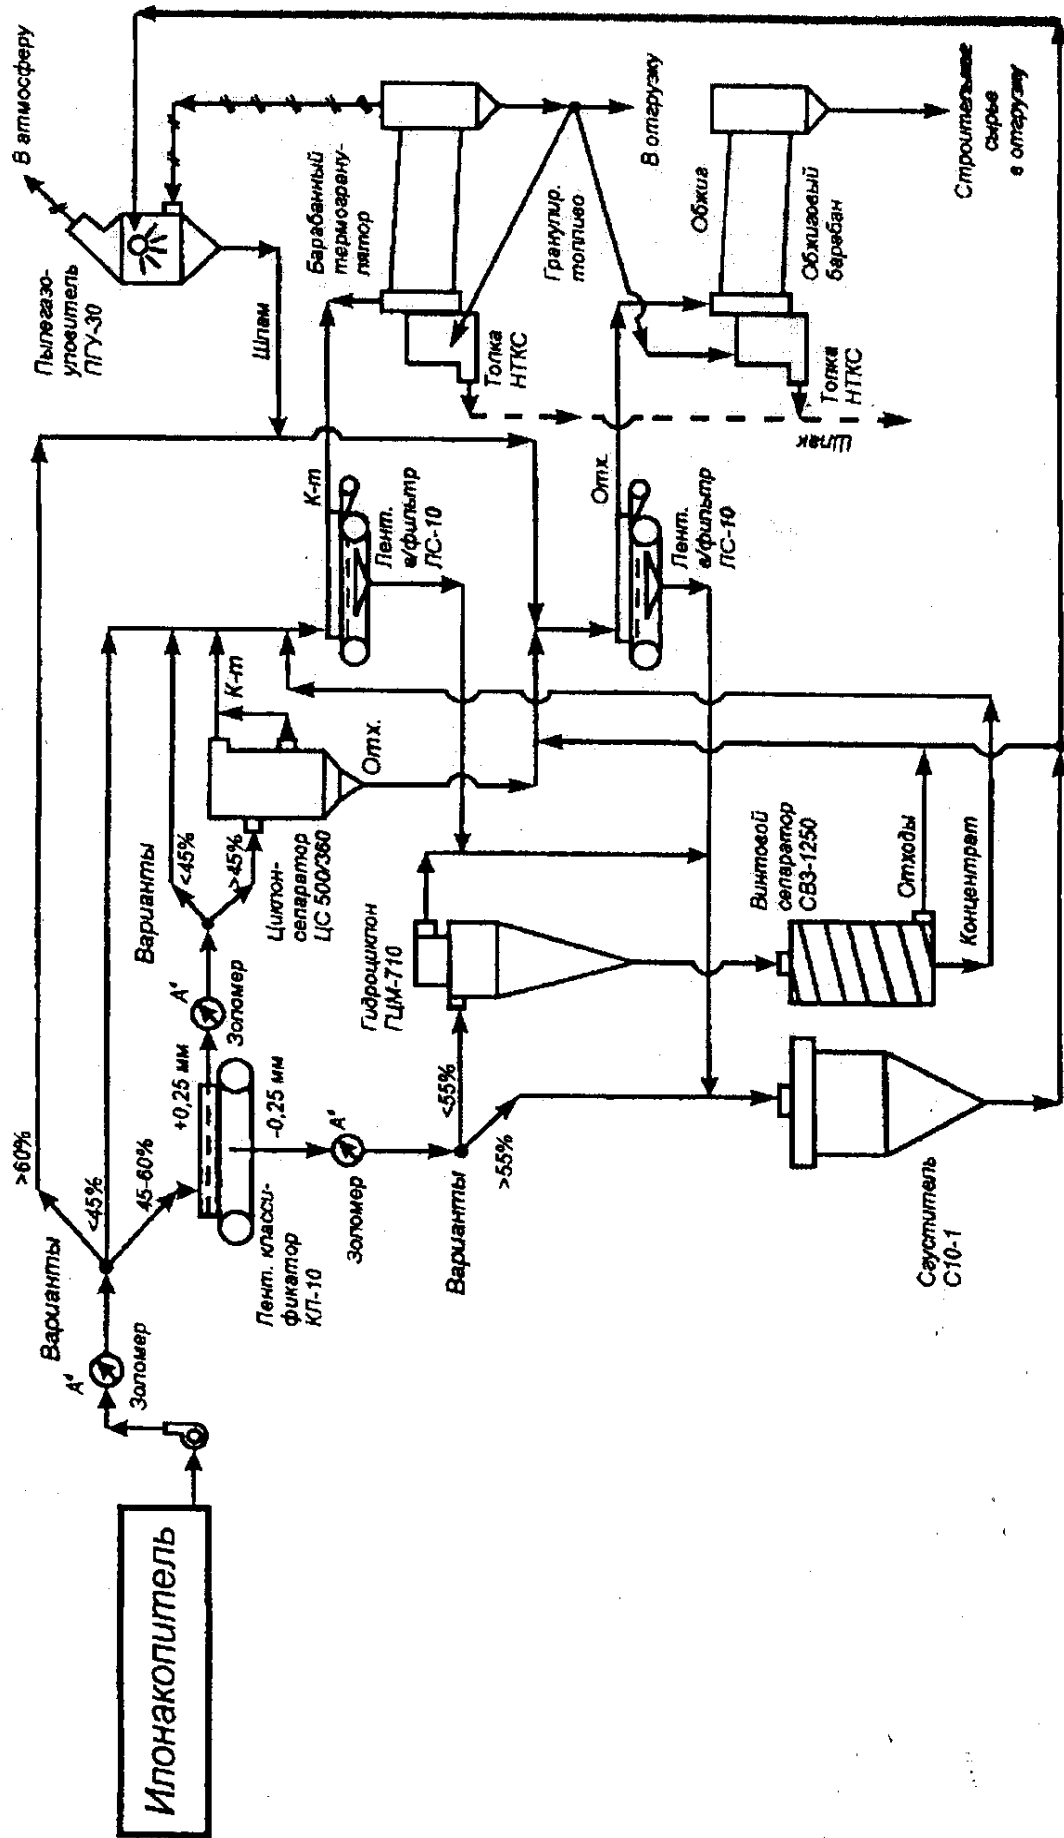 Илонакопитель
Aᵈ
Золомер
Варианты
>60%
<45%
45-60%
Лент. класси-
фикатор
КЛ-10
+0,25 мм
-0,25 мм
Aᵈ
Золомер
Варианты
<45%
>45%
Циклон-
сепаратор
ЦС 500/360
К-т
Отх.
Aᵈ
Золомер
Варианты
<55%
>55%
Гидроциклон
ГЦМ-710
Винтовой
сепаратор
СВ3-1250
Отходы
Концентрат
Сгуститель
С10-1
К-т
Лент.
в/фильтр
ЛС-10
Отх.
Лент.
в/фильтр
ЛС-10
Пылегазо-
уловитель
ПГУ-30
В атмосферу
Шлам
Барабанный
термограну-
лятор
Топка
НТКС
Гранулир.
топливо
В отгрузку
Обжиг
Обжиговый
барабан
Топка
НТКС
Шлак
Строительное
сырье
в отгрузку